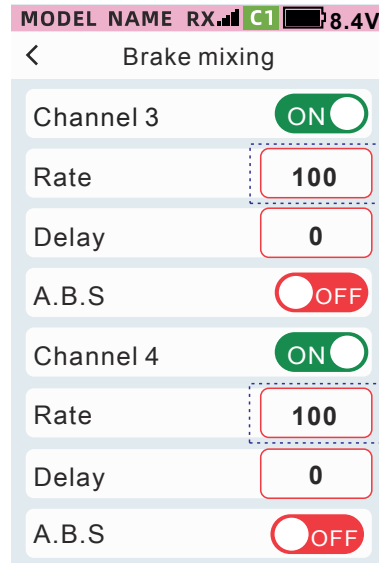 MODEL NAME RX C1 8.4V
Brake mixing
Channel 3 ON
Rate 100
Delay 0
A.B.S OFF
Channel 4 ON
Rate 100
Delay 0
A.B.S OFF